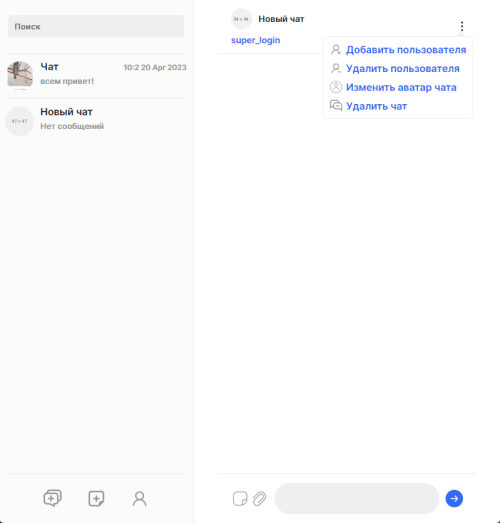 Поиск
Чат
10:2 20 Апр 2023
всем привет!
47 × 47
Новый чат
Нет сообщений
34 × 34
Новый чат
super_login
Добавить пользователя
Удалить пользователя
Изменить аватар чата
Удалить чат